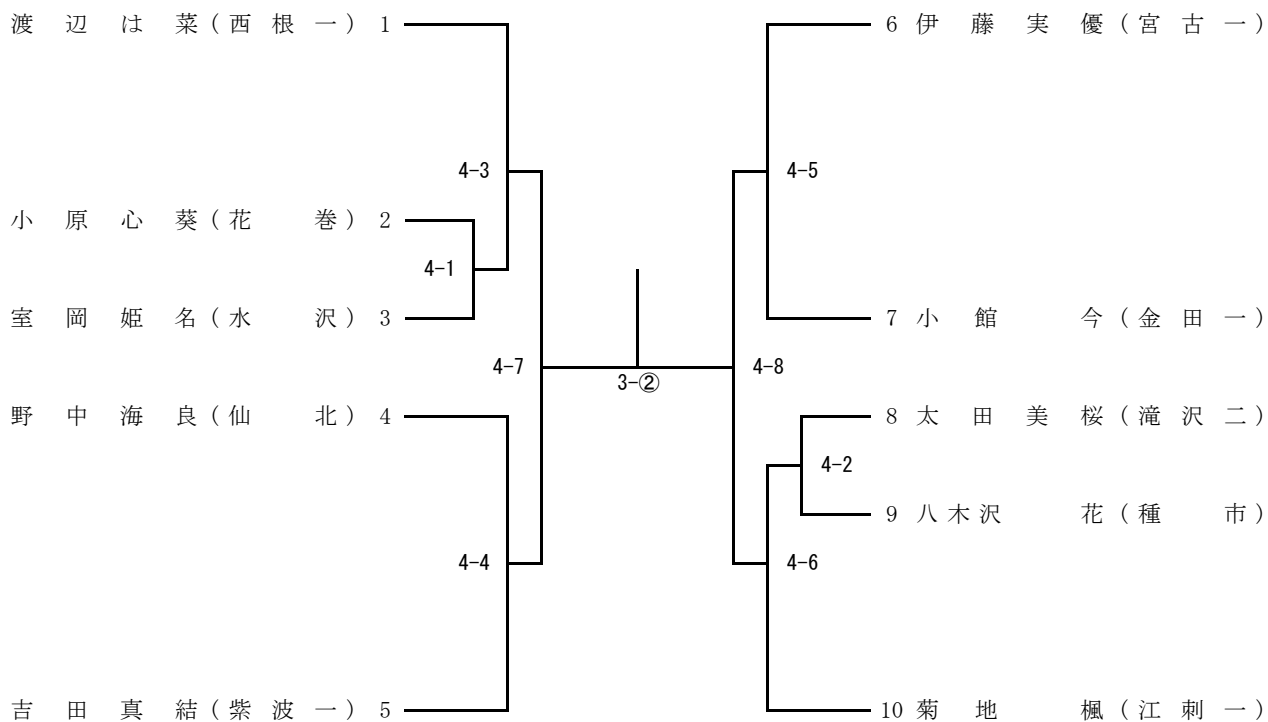 渡辺は菜(西根一) 1
4-3
小原心葵(花巻) 2
4-1
室岡姫名(水沢) 3
4-7
野中海良(仙北) 4
4-4
吉田真結(紫波一) 5
3-②
6 伊藤実優(宮古一)
4-5
7 小館今(金田一)
4-8
8 太田美桜(滝沢二)
4-2
9 八木沢花(種市)
4-6
10 菊地楓(江刺一)